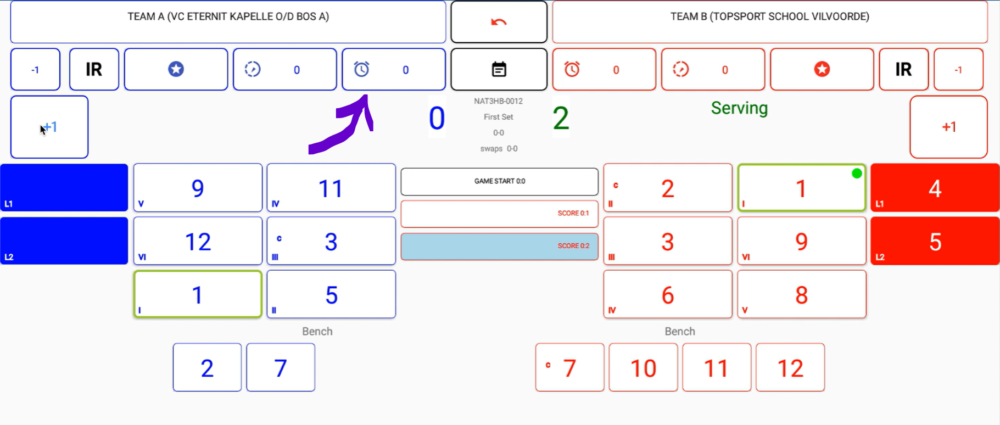 TEAM A (VC ETERNIT KAPELLE O/D BOS A)
TEAM B (TOPSPORT SCHOOL VILVOORDE)
-1
IR
0
0
0
0
IR
-1
+1
0
NAT3HB-0012
First Set
0-0
swaps 0-0
2
Serving
+1
L1
9
V
11
IV
GAME START 0:0
SCORE 0:1
SCORE 0:2
c
2
II
1
I
4
L1
L2
12
VI
c
3
III
3
III
9
VI
5
L2
1
I
5
II
6
IV
8
V
Bench
Bench
2
7
c
7
10
11
12